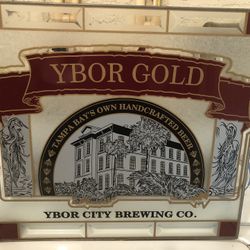 YBOR GOLD
TAMPA BAY'S OWN HANDCRAFTED BEER
YBOR CITY BREWING CO.